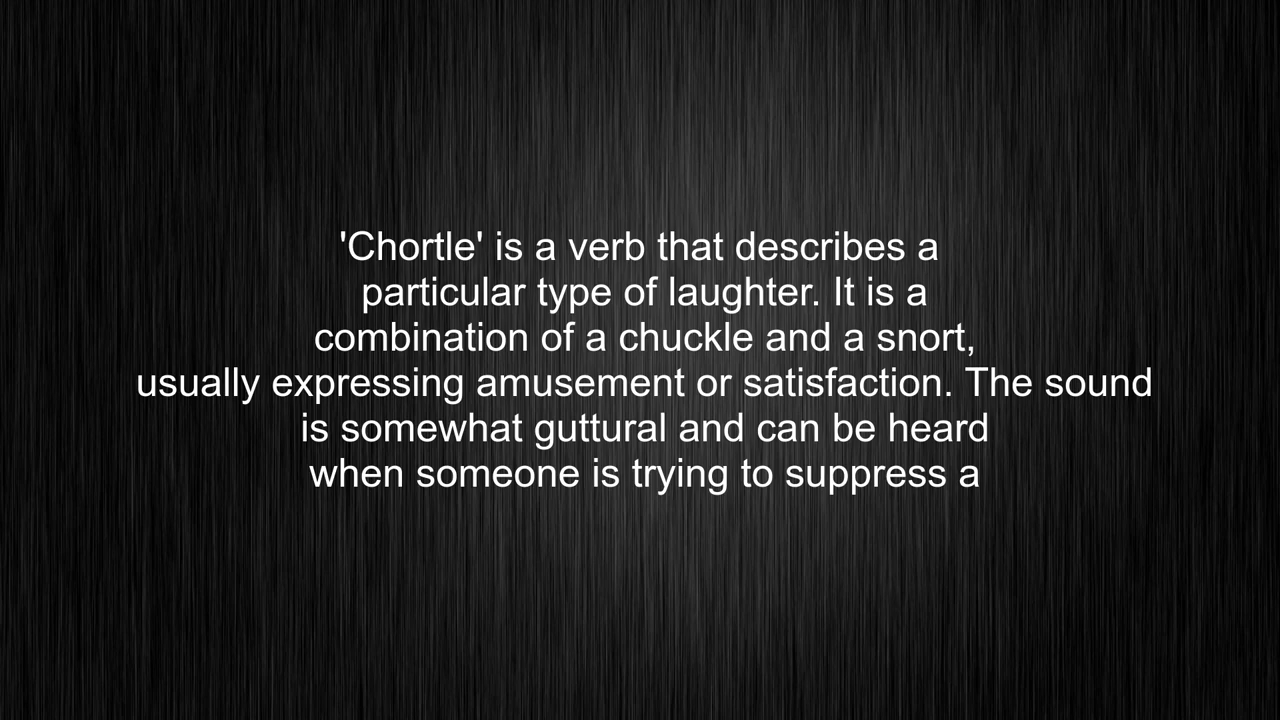 'Chortle' is a verb that describes a
particular type of laughter. It is a
combination of a chuckle and a snort,
usually expressing amusement or satisfaction. The sound
is somewhat guttural and can be heard
when someone is trying to suppress a